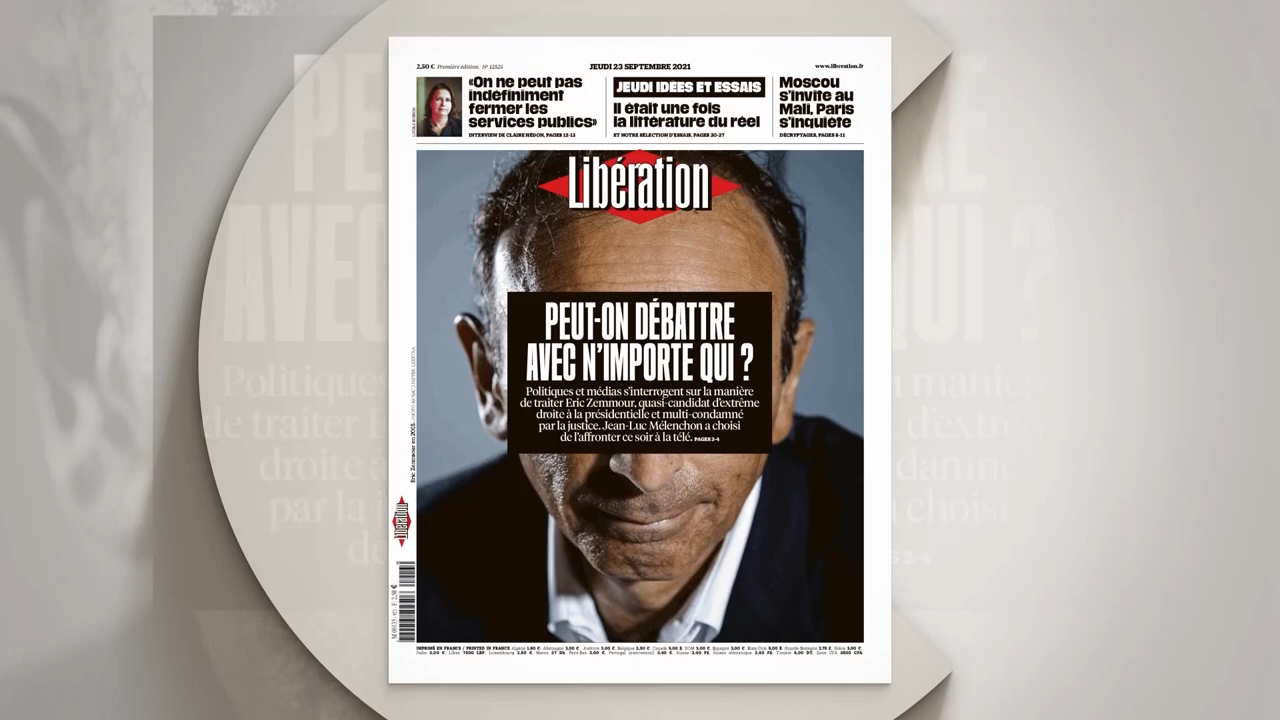 2,50 € Première édition. Nº 12525
JEUDI 23 SEPTEMBRE 2021
www.liberation.fr
«On ne peut pas
indéfiniment
fermer les
services publics»
INTERVIEW DE CLAIRE HÉDON, PAGES 12-13
JEUDI IDÉES ET ESSAIS
Il était une fois
la littérature du réel
ET NOTRE SÉLECTION D'ESSAIS, PAGES 20-27
Moscou
s'invite au
Mali, Paris
s'inquiète
DÉCRYPTAGES, PAGES 8-11
Libération
PEUT-ON DÉBATTRE
AVEC N'IMPORTE QUI ?
Politiques et médias s'interrogent sur la manière
de traiter Eric Zemmour, quasi-candidat d'extrême
droite à la présidentielle et multi-condamné
par la justice. Jean-Luc Mélenchon a choisi
de l'affronter ce soir à la télé. PAGES 2-4
Eric Zemmour en 2015.
Libération
IMPRIMÉ EN FRANCE / PRINTED IN FRANCE